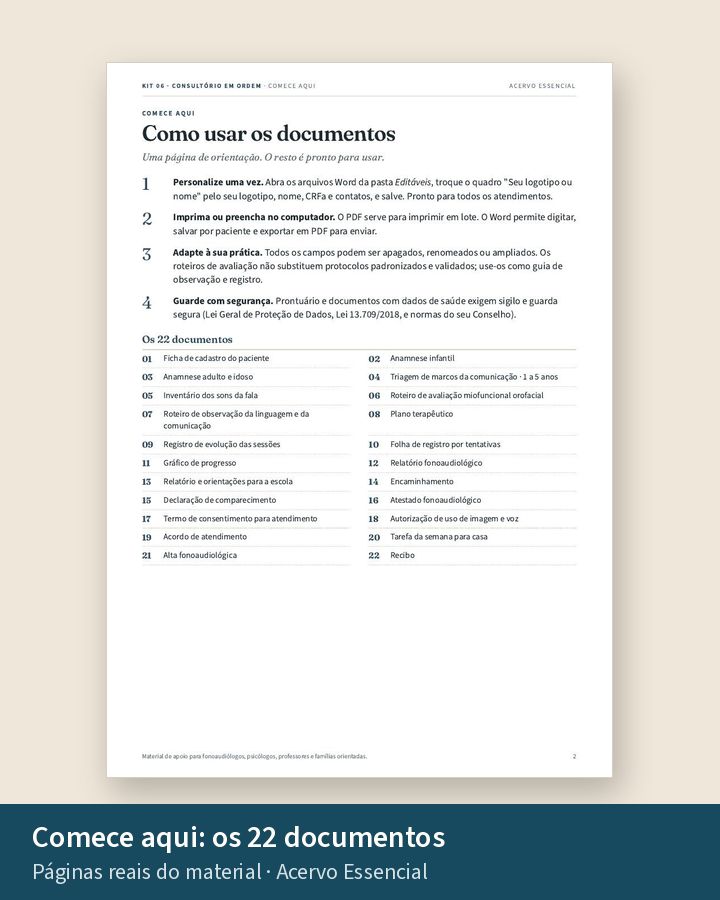 KIT 06 · CONSULTÓRIO EM ORDEM · COMECE AQUI
ACERVO ESSENCIAL
COMECE AQUI
Como usar os documentos
Uma página de orientação. O resto é pronto para usar.
1 Personalize uma vez. Abra os arquivos Word da pasta Editáveis, troque o quadro "Seu logotipo ou
nome" pelo seu logotipo, nome, CRFa e contatos, e salve. Pronto para todos os atendimentos.
2 Imprima ou preencha no computador. O PDF serve para imprimir em lote. O Word permite digitar,
salvar por paciente e exportar em PDF para enviar.
3 Adapte à sua prática. Todos os campos podem ser apagados, renomeados ou ampliados. Os
roteiros de avaliação não substituem protocolos padronizados e validados; use-os como guia de
observação e registro.
4 Guarde com segurança. Prontuário e documentos com dados de saúde exigem sigilo e guarda
segura (Lei Geral de Proteção de Dados, Lei 13.709/2018, e normas do seu Conselho).
Os 22 documentos
01 Ficha de cadastro do paciente
02 Anamnese infantil
03 Anamnese adulto e idoso
04 Triagem de marcos da comunicação · 1 a 5 anos
05 Inventário dos sons da fala
06 Roteiro de avaliação miofuncional orofacial
07 Roteiro de observação da linguagem e da
comunicação
08 Plano terapêutico
09 Registro de evolução das sessões
10 Folha de registro por tentativas
11 Gráfico de progresso
12 Relatório fonoaudiológico
13 Relatório e orientações para a escola
14 Encaminhamento
15 Declaração de comparecimento
16 Atestado fonoaudiológico
17 Termo de consentimento para atendimento
18 Autorização de uso de imagem e voz
19 Acordo de atendimento
20 Tarefa da semana para casa
21 Alta fonoaudiológica
22 Recibo
Material de apoio para fonoaudiólogos, psicólogos, professores e famílias orientadas.
2
Comece aqui: os 22 documentos
Páginas reais do material · Acervo Essencial